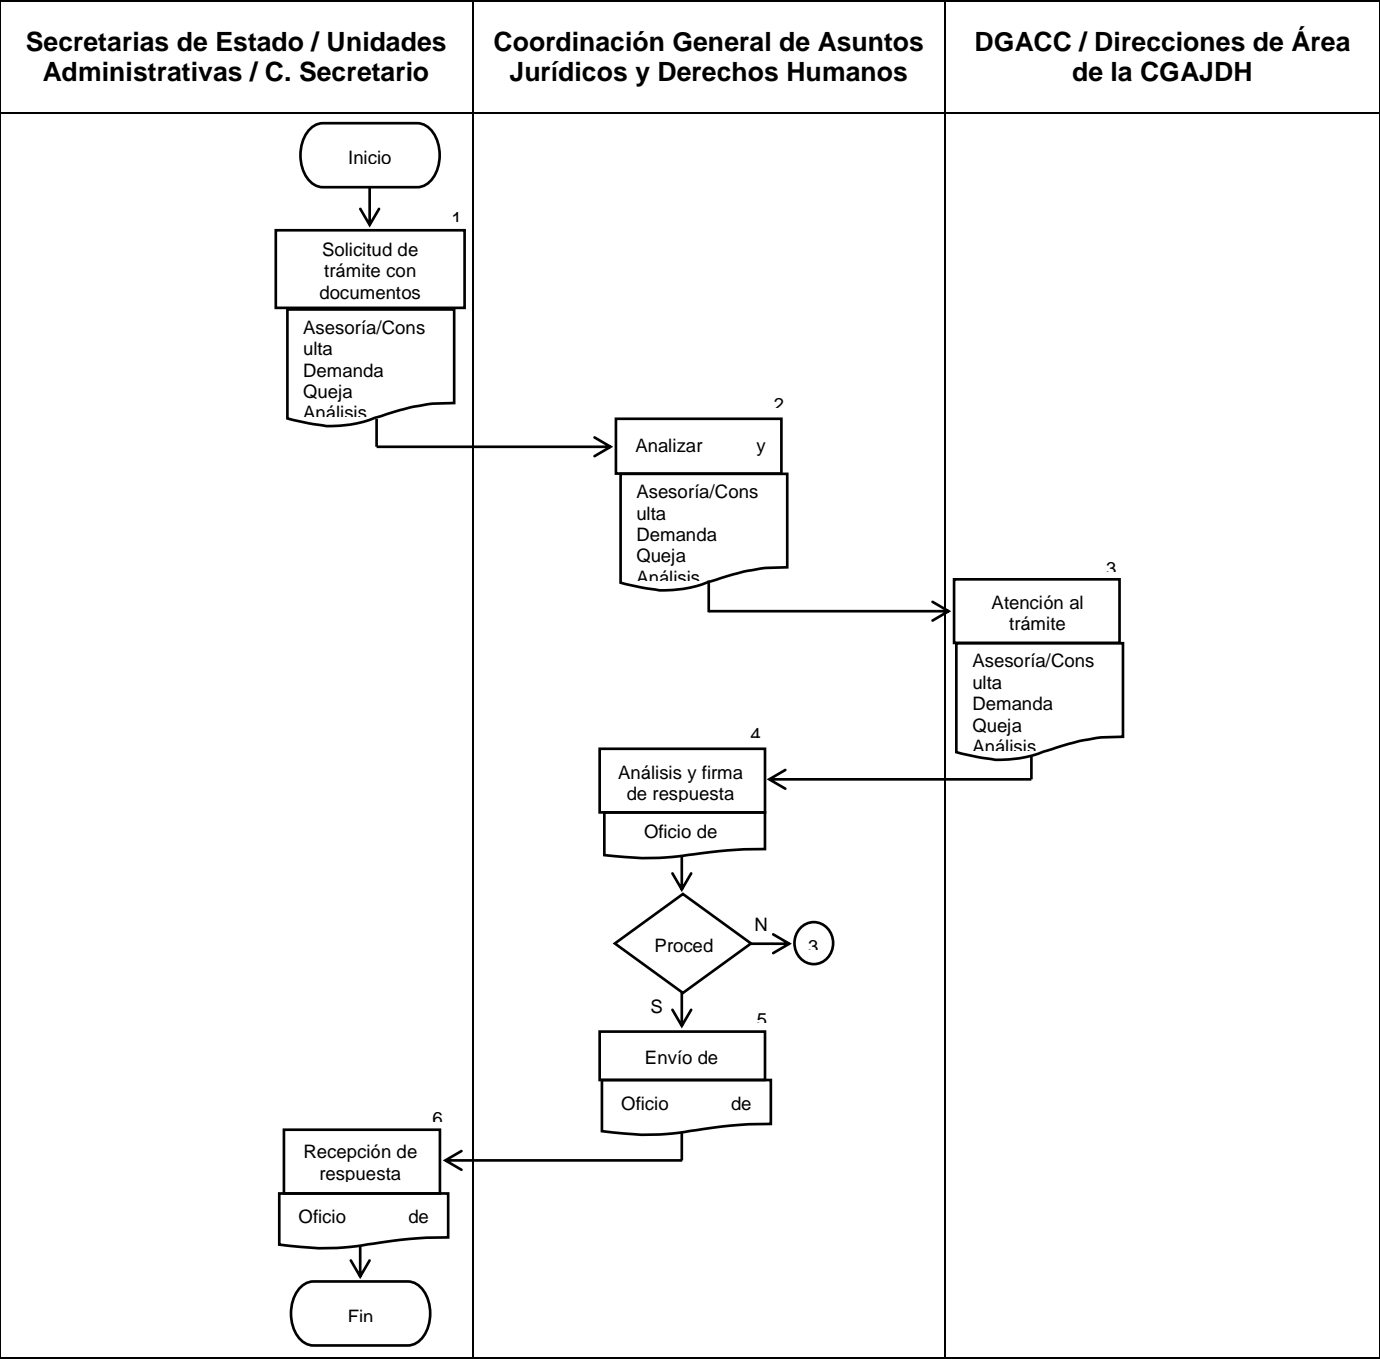 Secretarias de Estado / Unidades
Administrativas / C. Secretario
Coordinación General de Asuntos
Jurídicos y Derechos Humanos
DGACC / Direcciones de Área
de la CGAJDH
Inicio
1
Solicitud de
trámite con
documentos
Asesoría/Cons
ulta
Demanda
Queja
Análisis
2
Analizar y
Asesoría/Cons
ulta
Demanda
Queja
Análisis
3
Atención al
trámite
Asesoría/Cons
ulta
Demanda
Queja
Análisis
4
Análisis y firma
de respuesta
Oficio de
Proced
N
3
S
5
Envío de
Oficio de
6
Recepción de
respuesta
Oficio de
Fin